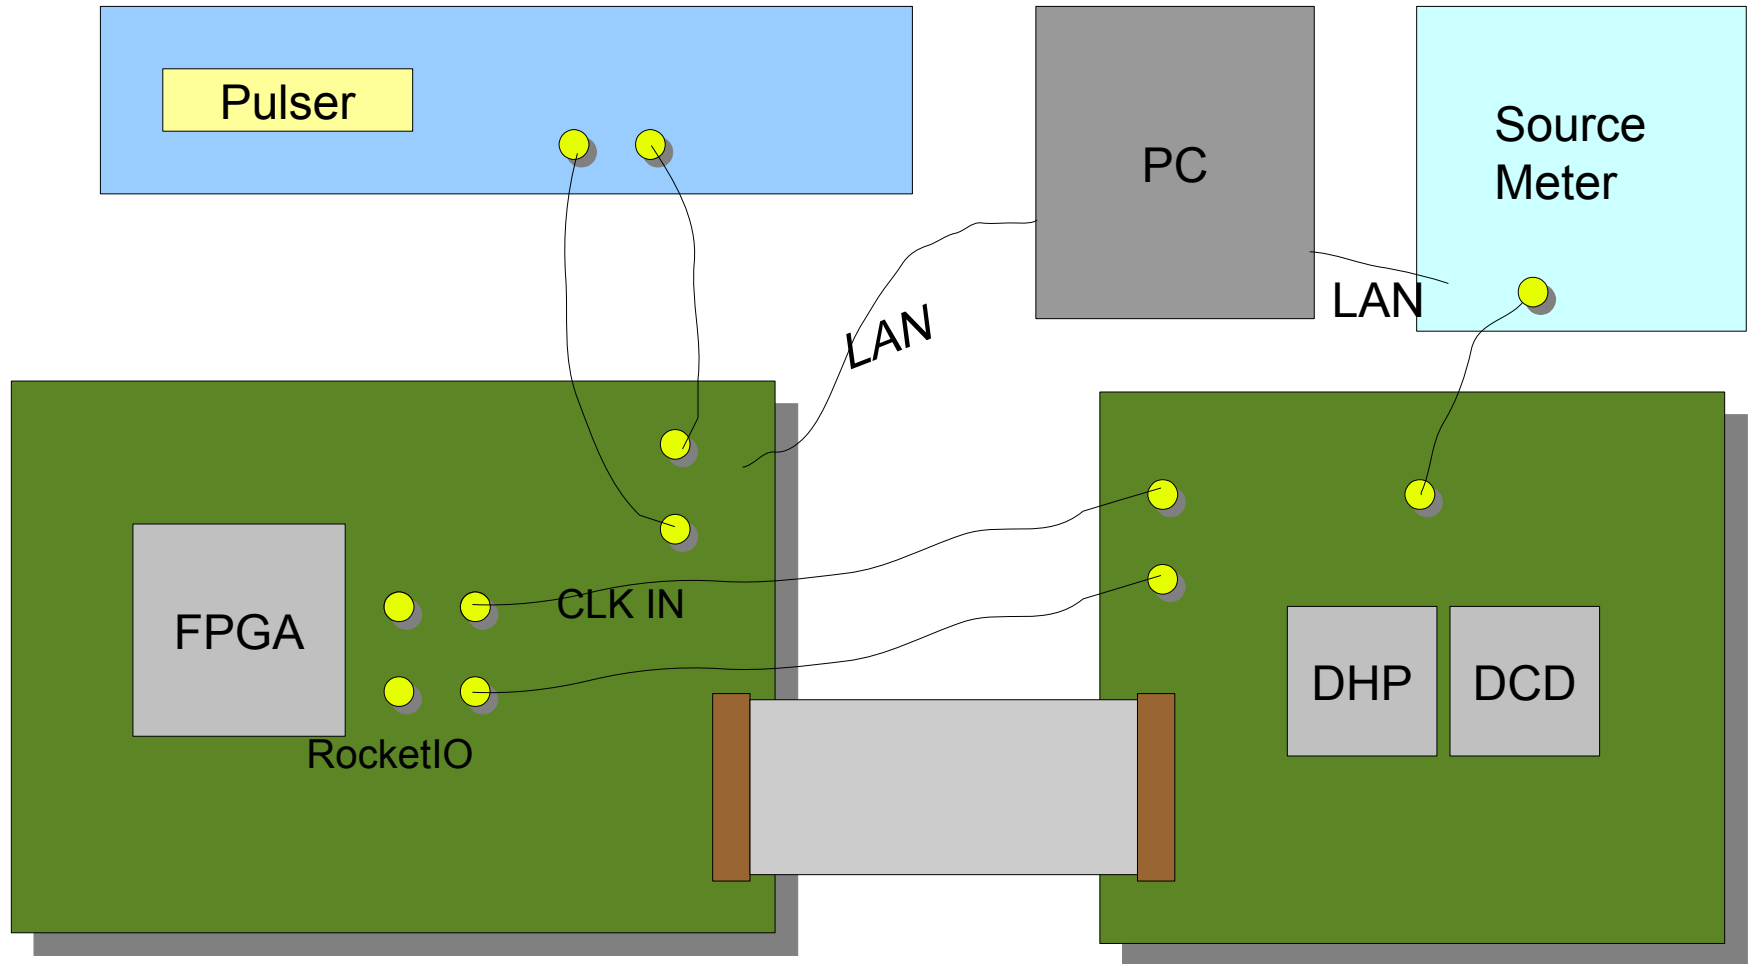 Pulser
PC
Source
Meter
LAN
LAN
CLK IN
FPGA
RocketIO
DHP
DCD